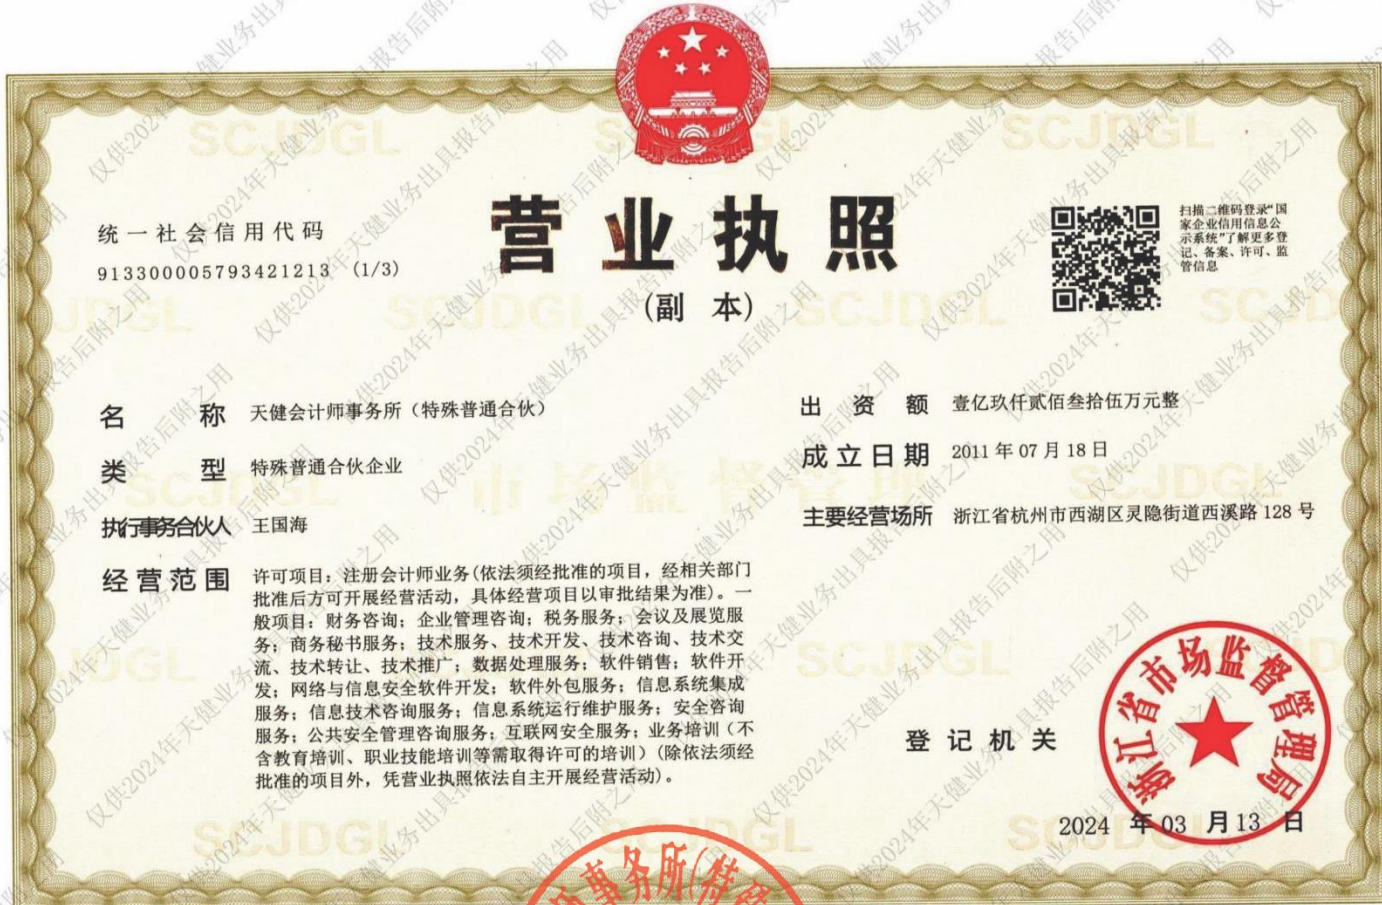 营业执照
(副 本)
统一社会信用代码
913300005793421213 (1/3)
扫描二维码登录“国
家企业信用信息公
示系统”了解更多登
记、备案、许可、监
管信息
名 称 天健会计师事务所（特殊普通合伙）
类 型 特殊普通合伙企业
执行事务合伙人 王国海
经营范围 许可项目：注册会计师业务(依法须经批准的项目，经相关部门
批准后方可开展经营活动，具体经营项目以审批结果为准)。一
般项目：财务咨询；企业管理咨询；税务服务；会议及展览服
务；商务秘书服务；技术服务、技术开发、技术咨询、技术交
流、技术转让、技术推广；数据处理服务；软件销售；软件开
发；网络与信息安全软件开发；软件外包服务；信息系统集成
服务；信息技术咨询服务；信息系统运行维护服务；安全咨询
服务；公共安全管理咨询服务；互联网安全服务；业务培训（不
含教育培训、职业技能培训等需取得许可的培训）(除依法须经
批准的项目外，凭营业执照依法自主开展经营活动)。
出 资 额 壹亿玖仟贰佰叁拾伍万元整
成立日期 2011 年 07 月 18 日
主要经营场所 浙江省杭州市西湖区灵隐街道西溪路 128 号
登记机关
浙江省市场监督管理局
2024 年 03 月 13 日
事务所(特殊
SCJDGL
市场监督管理
仅供2024年天健业务出具报告后附之用